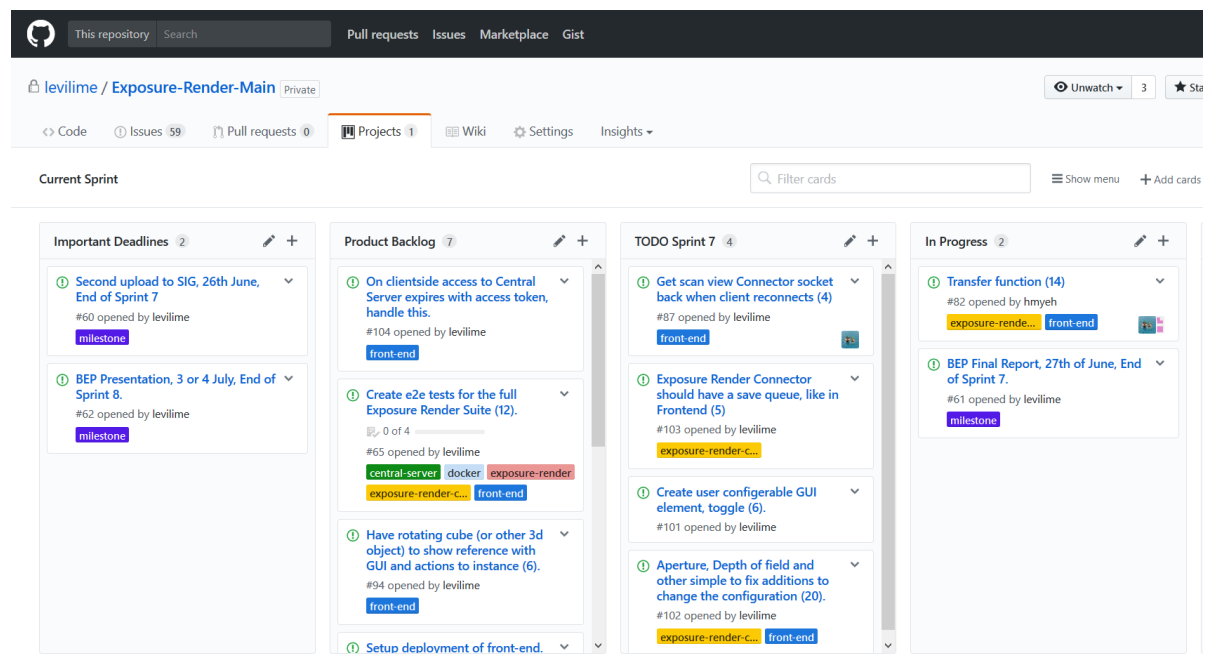 This repository Search Pull requests Issues Marketplace Gist
levilime / Exposure-Render-Main Private
Unwatch 3
Code Issues 59 Pull requests 0 Projects 1 Wiki Settings Insights
Current Sprint
Filter cards
Show menu
Add cards
Important Deadlines 2
Second upload to SIG, 26th June,
End of Sprint 7
#60 opened by levilime
milestone
BEP Presentation, 3 or 4 July, End of
Sprint 8.
#62 opened by levilime
milestone
Product Backlog 7
On clientside access to Central
Server expires with access token,
handle this.
#104 opened by levilime
front-end
Create e2e tests for the full
Exposure Render Suite (12).
0 of 4
#65 opened by levilime
central-server docker exposure-render
exposure-render-c... front-end
Have rotating cube (or other 3d
object) to show reference with
GUI and actions to instance (6).
#94 opened by levilime
front-end
Setup deployment of front-end.
TODO Sprint 7 4
Get scan view Connector socket
back when client reconnects (4)
#87 opened by levilime
front-end
Exposure Render Connector
should have a save queue, like in
Frontend (5)
#103 opened by levilime
exposure-render-c...
Create user configerable GUI
element, toggle (6).
#101 opened by levilime
Aperture, Depth of field and
other simple to fix additions to
change the configuration (20).
#102 opened by levilime
exposure-render-c... front-end
In Progress 2
Transfer function (14)
#82 opened by hmyeh
exposure-rende... front-end
BEP Final Report, 27th of June, End
of Sprint 7.
#61 opened by levilime
milestone